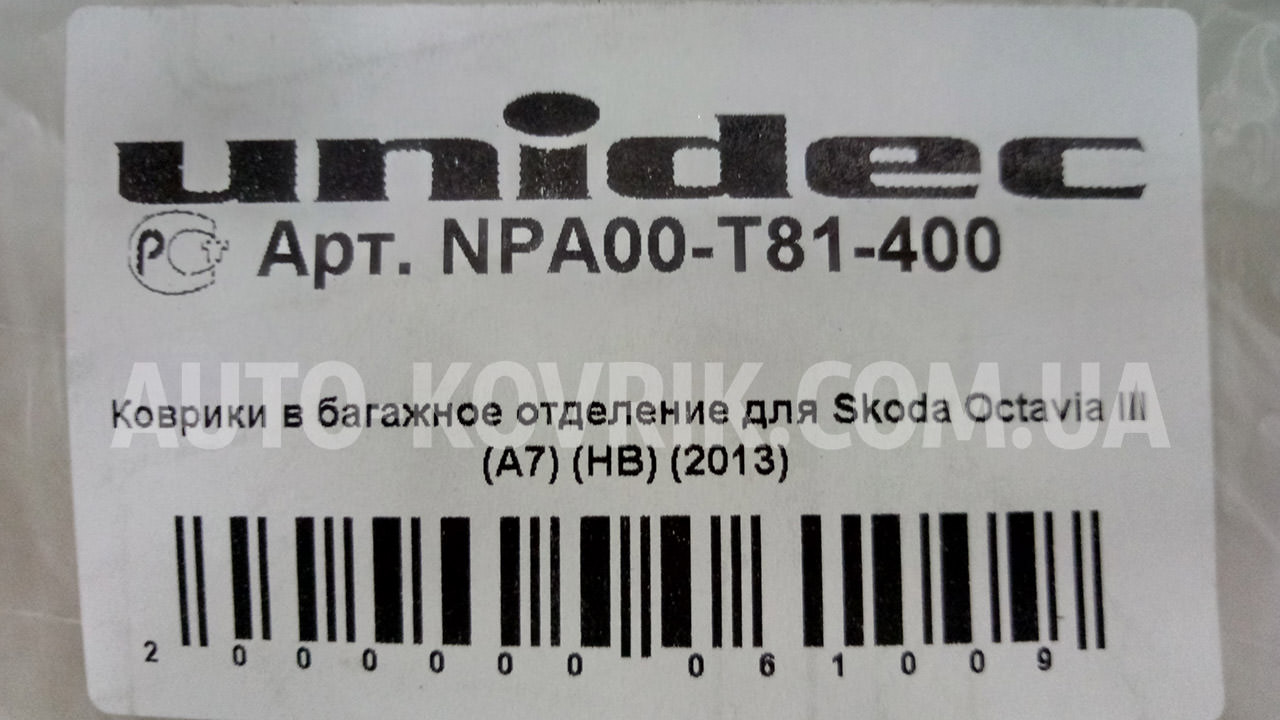 unidec
РСТ Арт. NPA00-T81-400
AUTO-KOVRIK.COM.UA
Коврики в багажное отделение для Skoda Octavia III
(A7) (HB) (2013)
2 000000 061009